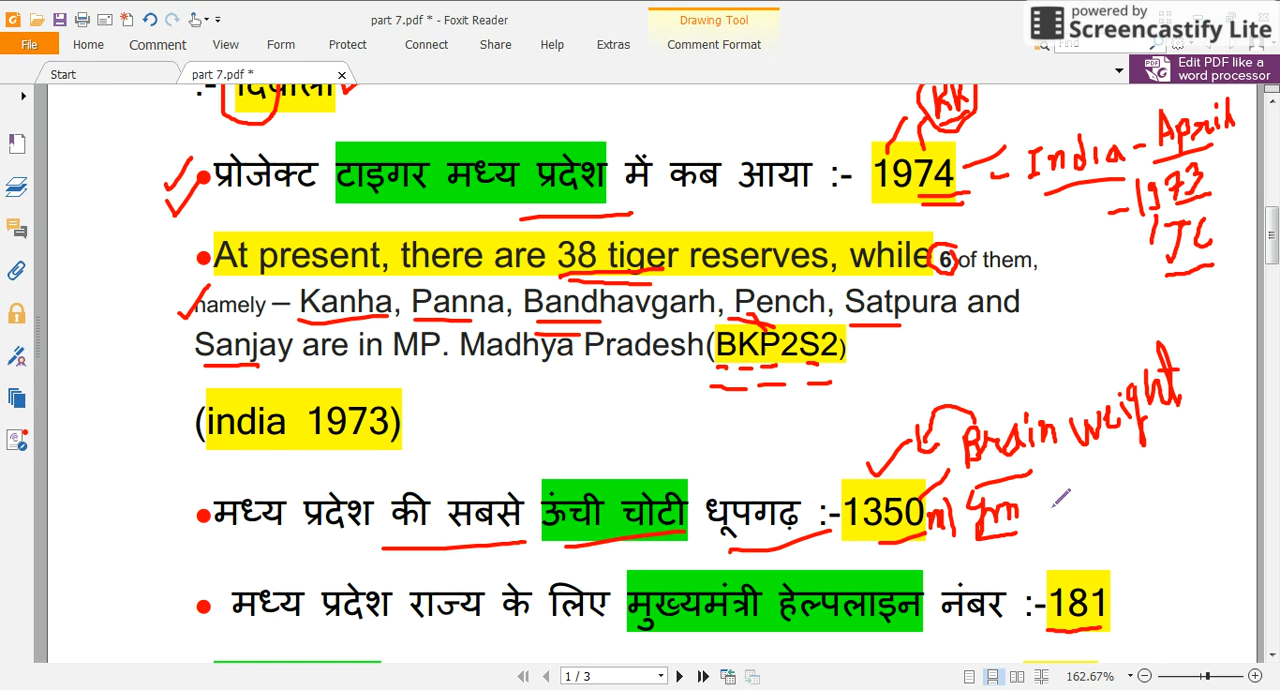 part 7.pdf * - Foxit Reader
Drawing Tool
powered by
Screencastify Lite
File Home Comment View Form Protect Connect Share Help Extras Comment Format Find
Start part 7.pdf * Edit PDF like a
word processor
:- दिवाला
KK
प्रोजेक्ट टाइगर मध्य प्रदेश में कब आया :- 1974 India - April
1973
JC
At present, there are 38 tiger reserves, while 6 of them,
namely – Kanha, Panna, Bandhavgarh, Pench, Satpura and
Sanjay are in MP. Madhya Pradesh(BKP2S2)
(india 1973)
Brain weight
मध्य प्रदेश की सबसे ऊंची चोटी धूपगढ़ :-1350 ml gm
मध्य प्रदेश राज्य के लिए मुख्यमंत्री हेल्पलाइन नंबर :-181
1 / 3 162.67%